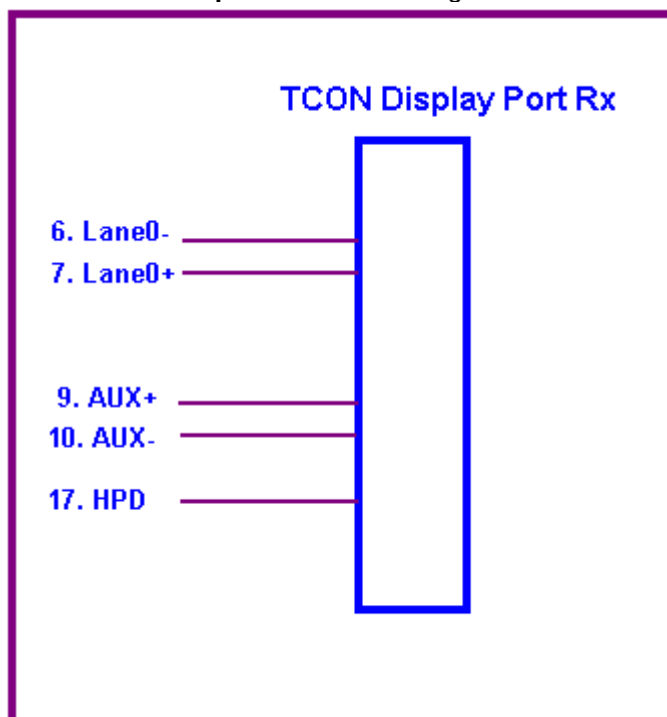 TCON Display Port Rx
6. Lane0-
7. Lane0+
9. AUX+
10. AUX-
17. HPD